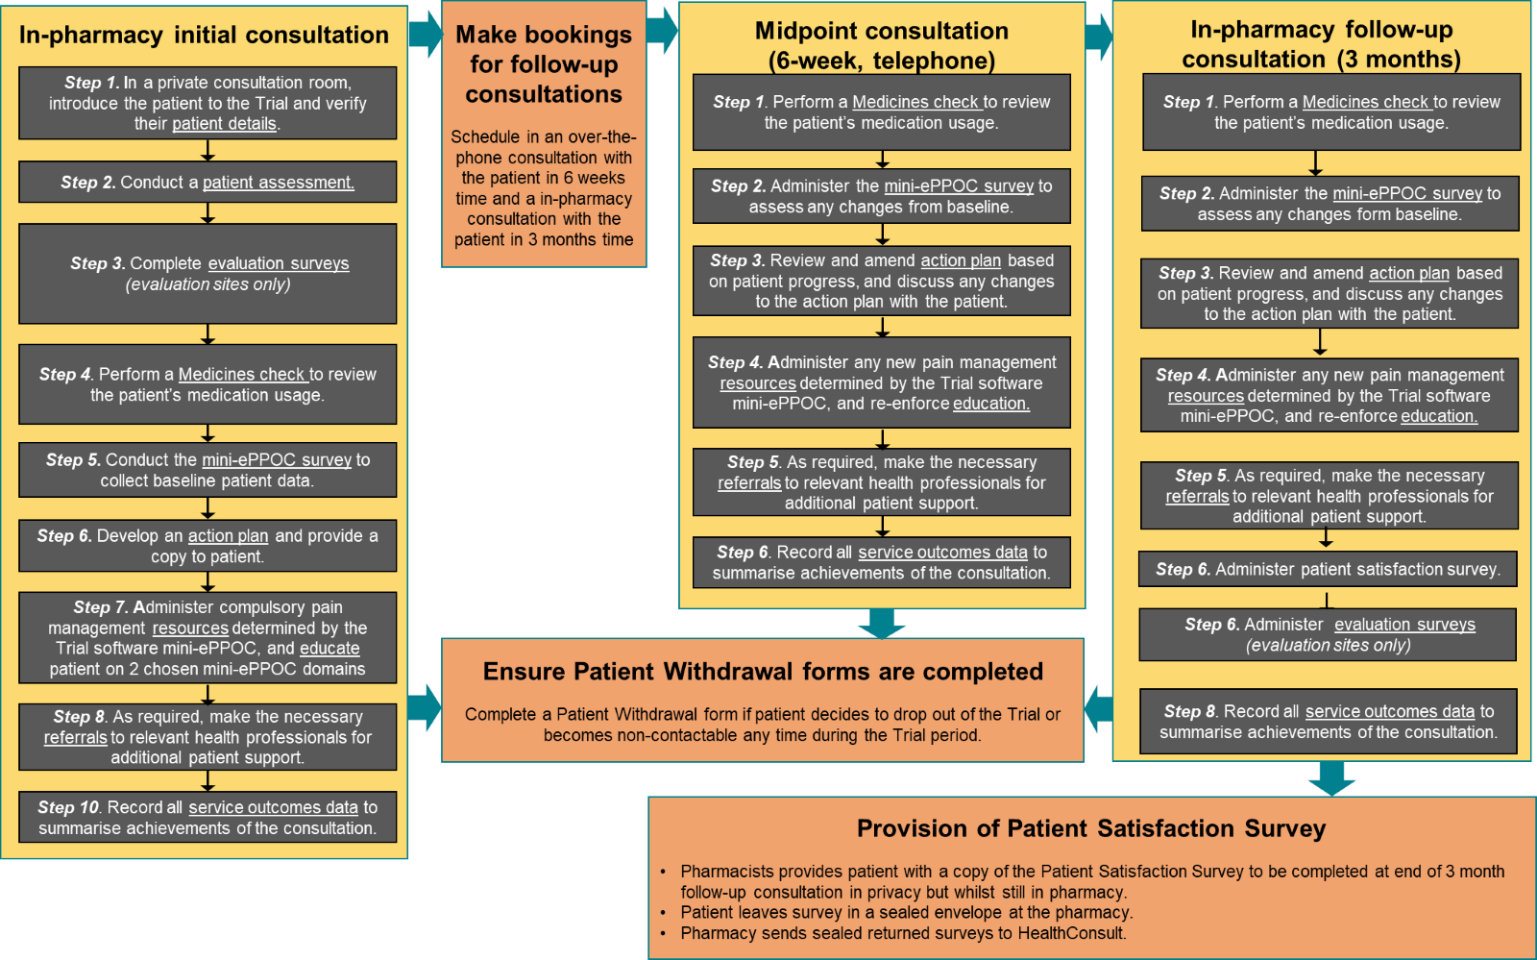 In-pharmacy initial consultation
Step 1. In a private consultation room,
introduce the patient to the Trial and verify
their patient details.
Step 2. Conduct a patient assessment.
Step 3. Complete evaluation surveys
(evaluation sites only)
Step 4. Perform a Medicines check to review
the patient's medication usage.
Step 5. Conduct the mini-ePPOC survey to
collect baseline patient data.
Step 6. Develop an action plan and provide a
copy to patient.
Step 7. Administer compulsory pain
management resources determined by the
Trial software mini-ePPOC, and educate
patient on 2 chosen mini-ePPOC domains
Step 8. As required, make the necessary
referrals to relevant health professionals for
additional patient support.
Step 10. Record all service outcomes data to
summarise achievements of the consultation.
Make bookings
for follow-up
consultations
Schedule in an over-the-
phone consultation with
the patient in 6 weeks
time and a in-pharmacy
consultation with the
patient in 3 months time
Midpoint consultation
(6-week, telephone)
Step 1. Perform a Medicines check to review
the patient's medication usage.
Step 2. Administer the mini-ePPOC survey to
assess any changes from baseline.
Step 3. Review and amend action plan based
on patient progress, and discuss any changes
to the action plan with the patient.
Step 4. Administer any new pain management
resources determined by the Trial software
mini-ePPOC, and re-enforce education.
Step 5. As required, make the necessary
referrals to relevant health professionals for
additional patient support.
Step 6. Record all service outcomes data to
summarise achievements of the consultation.
In-pharmacy follow-up
consultation (3 months)
Step 1. Perform a Medicines check to review
the patient's medication usage.
Step 2. Administer the mini-ePPOC survey to
assess any changes form baseline.
Step 3. Review and amend action plan based
on patient progress, and discuss any changes
to the action plan with the patient.
Step 4. Administer any new pain management
resources determined by the Trial software
mini-ePPOC, and re-enforce education.
Step 5. As required, make the necessary
referrals to relevant health professionals for
additional patient support.
Step 6. Administer patient satisfaction survey.
Step 6. Administer evaluation surveys
(evaluation sites only)
Step 8. Record all service outcomes data to
summarise achievements of the consultation.
Ensure Patient Withdrawal forms are completed
Complete a Patient Withdrawal form if patient decides to drop out of the Trial or
becomes non-contactable any time during the Trial period.
Provision of Patient Satisfaction Survey
• Pharmacists provides patient with a copy of the Patient Satisfaction Survey to be completed at end of 3 month
follow-up consultation in privacy but whilst still in pharmacy.
• Patient leaves survey in a sealed envelope at the pharmacy.
• Pharmacy sends sealed returned surveys to HealthConsult.